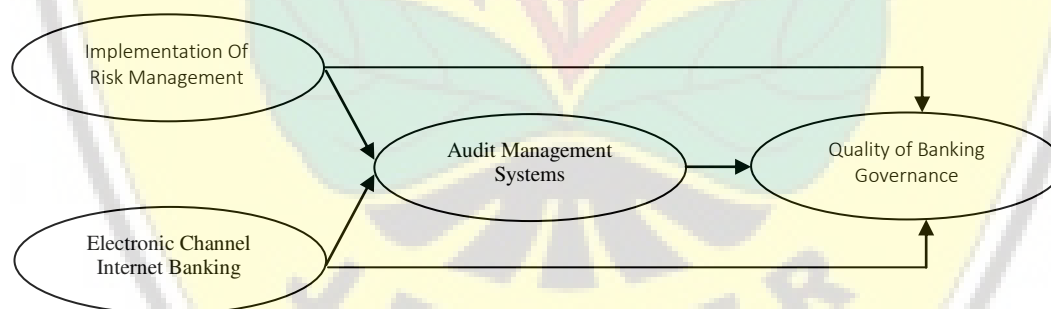 Implementation Of
Risk Management
Audit Management
Systems
Quality of Banking
Governance
Electronic Channel
Internet Banking